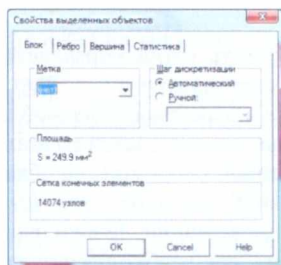 Свойства выделенных объектов
Блок Ребро Вершина Статистика
Метка
Шаг дискретизации
Автоматический
Ручной:
Площадь
S = 249.9 мм²
Сетка конечных элементов
14074 узлов
OK Cancel Help